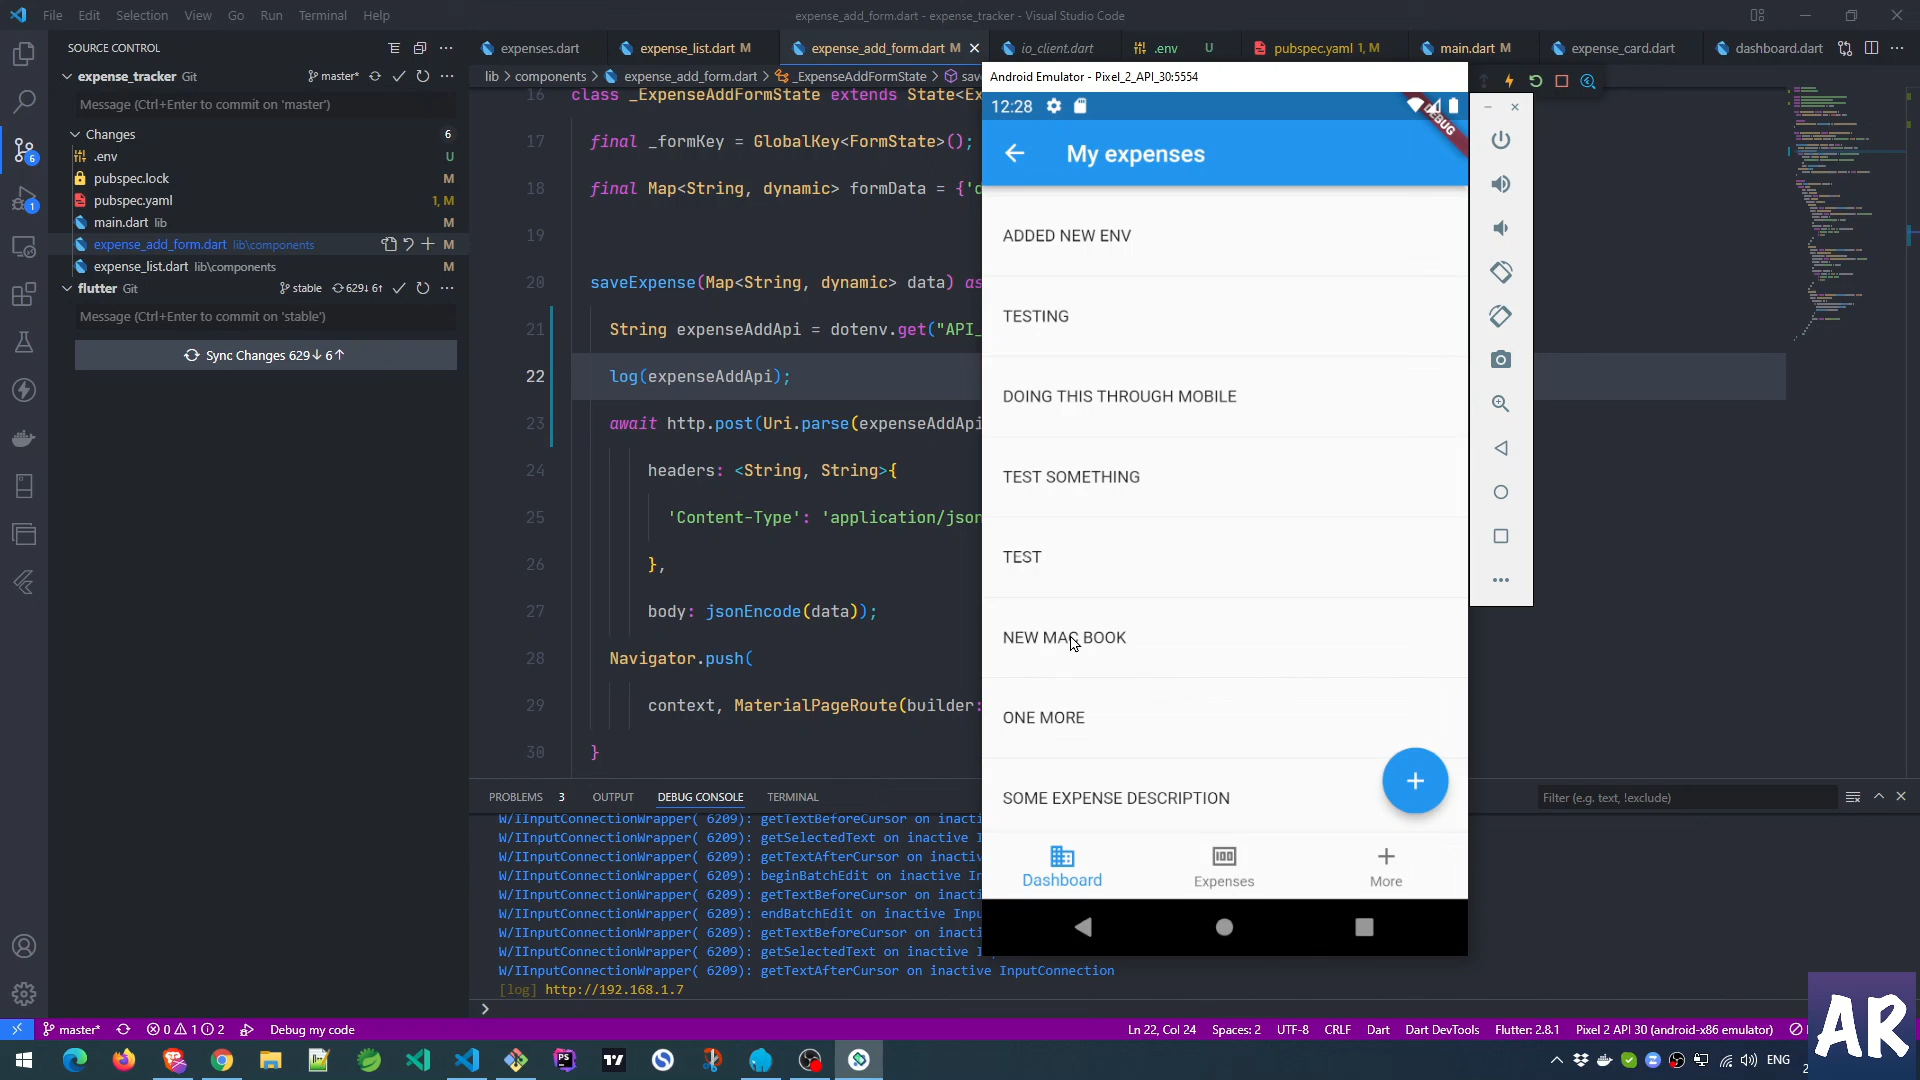 File Edit Selection View Go Run Terminal Help
expense_add_form.dart - expense_tracker - Visual Studio Code
SOURCE CONTROL
expense_tracker Git
master*
Message (Ctrl+Enter to commit on 'master')
Changes 6
.env U
pubspec.lock M
pubspec.yaml 1, M
main.dart lib M
expense_add_form.dart lib\components M
expense_list.dart lib\components M
flutter Git
stable 629↓ 6↑
Message (Ctrl+Enter to commit on 'stable')
Sync Changes 629↓ 6↑
6
1
expenses.dart
expense_list.dart M
expense_add_form.dart M
io_client.dart
.env U
pubspec.yaml 1, M
main.dart M
expense_card.dart
dashboard.dart
lib > components > expense_add_form.dart > _ExpenseAddFormState >
16 class _ExpenseAddFormState extends
17 final _formKey = GlobalKey<FormState>();
18 final Map<String, dynamic> formData =
19
20 saveExpense(Map<String, dynamic> data)
21 String expenseAddApi = dotenv.get("API_
22 log(expenseAddApi);
23 await http.post(Uri.parse(expenseAddApi
24 headers: <String, String>{
25 'Content-Type': 'application/json
26 },
27 body: jsonEncode(data));
28 Navigator.push(
29 context, MaterialPageRoute(builder:
30 }
Android Emulator - Pixel_2_API_30:5554
12:28
DEBUG
My expenses
ADDED NEW ENV
TESTING
DOING THIS THROUGH MOBILE
TEST SOMETHING
TEST
NEW MAC BOOK
ONE MORE
SOME EXPENSE DESCRIPTION
Dashboard
Expenses
More
PROBLEMS 3 OUTPUT DEBUG CONSOLE TERMINAL
Filter (e.g. text, !exclude)
W/IInputConnectionWrapper( 6209): getTextBeforeCursor on inacti
W/IInputConnectionWrapper( 6209): getSelectedText on inactive I
W/IInputConnectionWrapper( 6209): getTextAfterCursor on inactiv
W/IInputConnectionWrapper( 6209): beginBatchEdit on inactive In
W/IInputConnectionWrapper( 6209): getTextBeforeCursor on inacti
W/IInputConnectionWrapper( 6209): endBatchEdit on inactive Inpu
W/IInputConnectionWrapper( 6209): getTextBeforeCursor on inacti
W/IInputConnectionWrapper( 6209): getSelectedText on inactive
W/IInputConnectionWrapper( 6209): getTextAfterCursor on inactive InputConnection
[log] http://192.168.1.7
master* 0 1 2 Debug my code
Ln 22, Col 24 Spaces: 2 UTF-8 CRLF Dart Dart DevTools Flutter: 2.8.1 Pixel 2 API 30 (android-x86 emulator)
ENG
AR